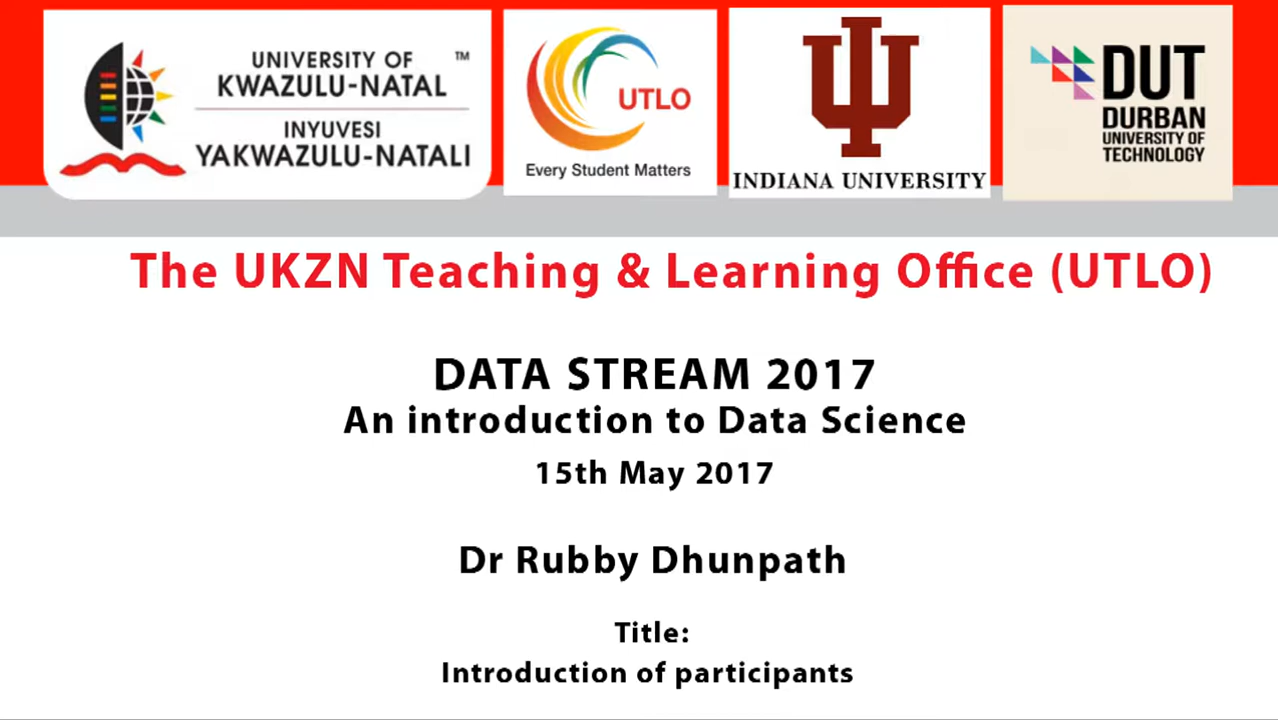 UNIVERSITY OF ™
KWAZULU-NATAL
INYUVESI
YAKWAZULU-NATALI
UTLO
Every Student Matters
INDIANA UNIVERSITY
DUT
DURBAN
UNIVERSITY OF
TECHNOLOGY
The UKZN Teaching & Learning Office (UTLO)
DATA STREAM 2017
An introduction to Data Science
15th May 2017
Dr Rubby Dhunpath
Title:
Introduction of participants